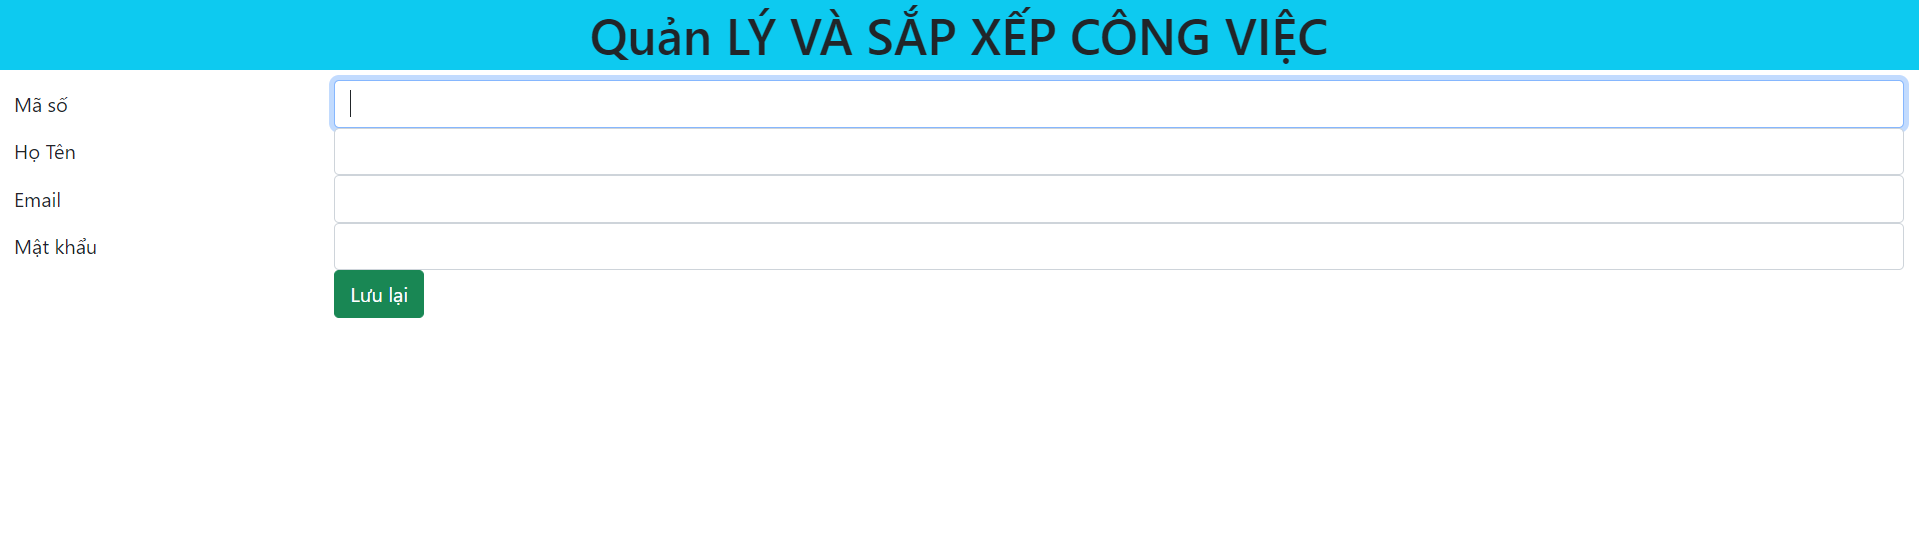 Quản LÝ VÀ SẮP XẾP CÔNG VIỆC
Mã số
Họ Tên
Email
Mật khẩu
Lưu lại